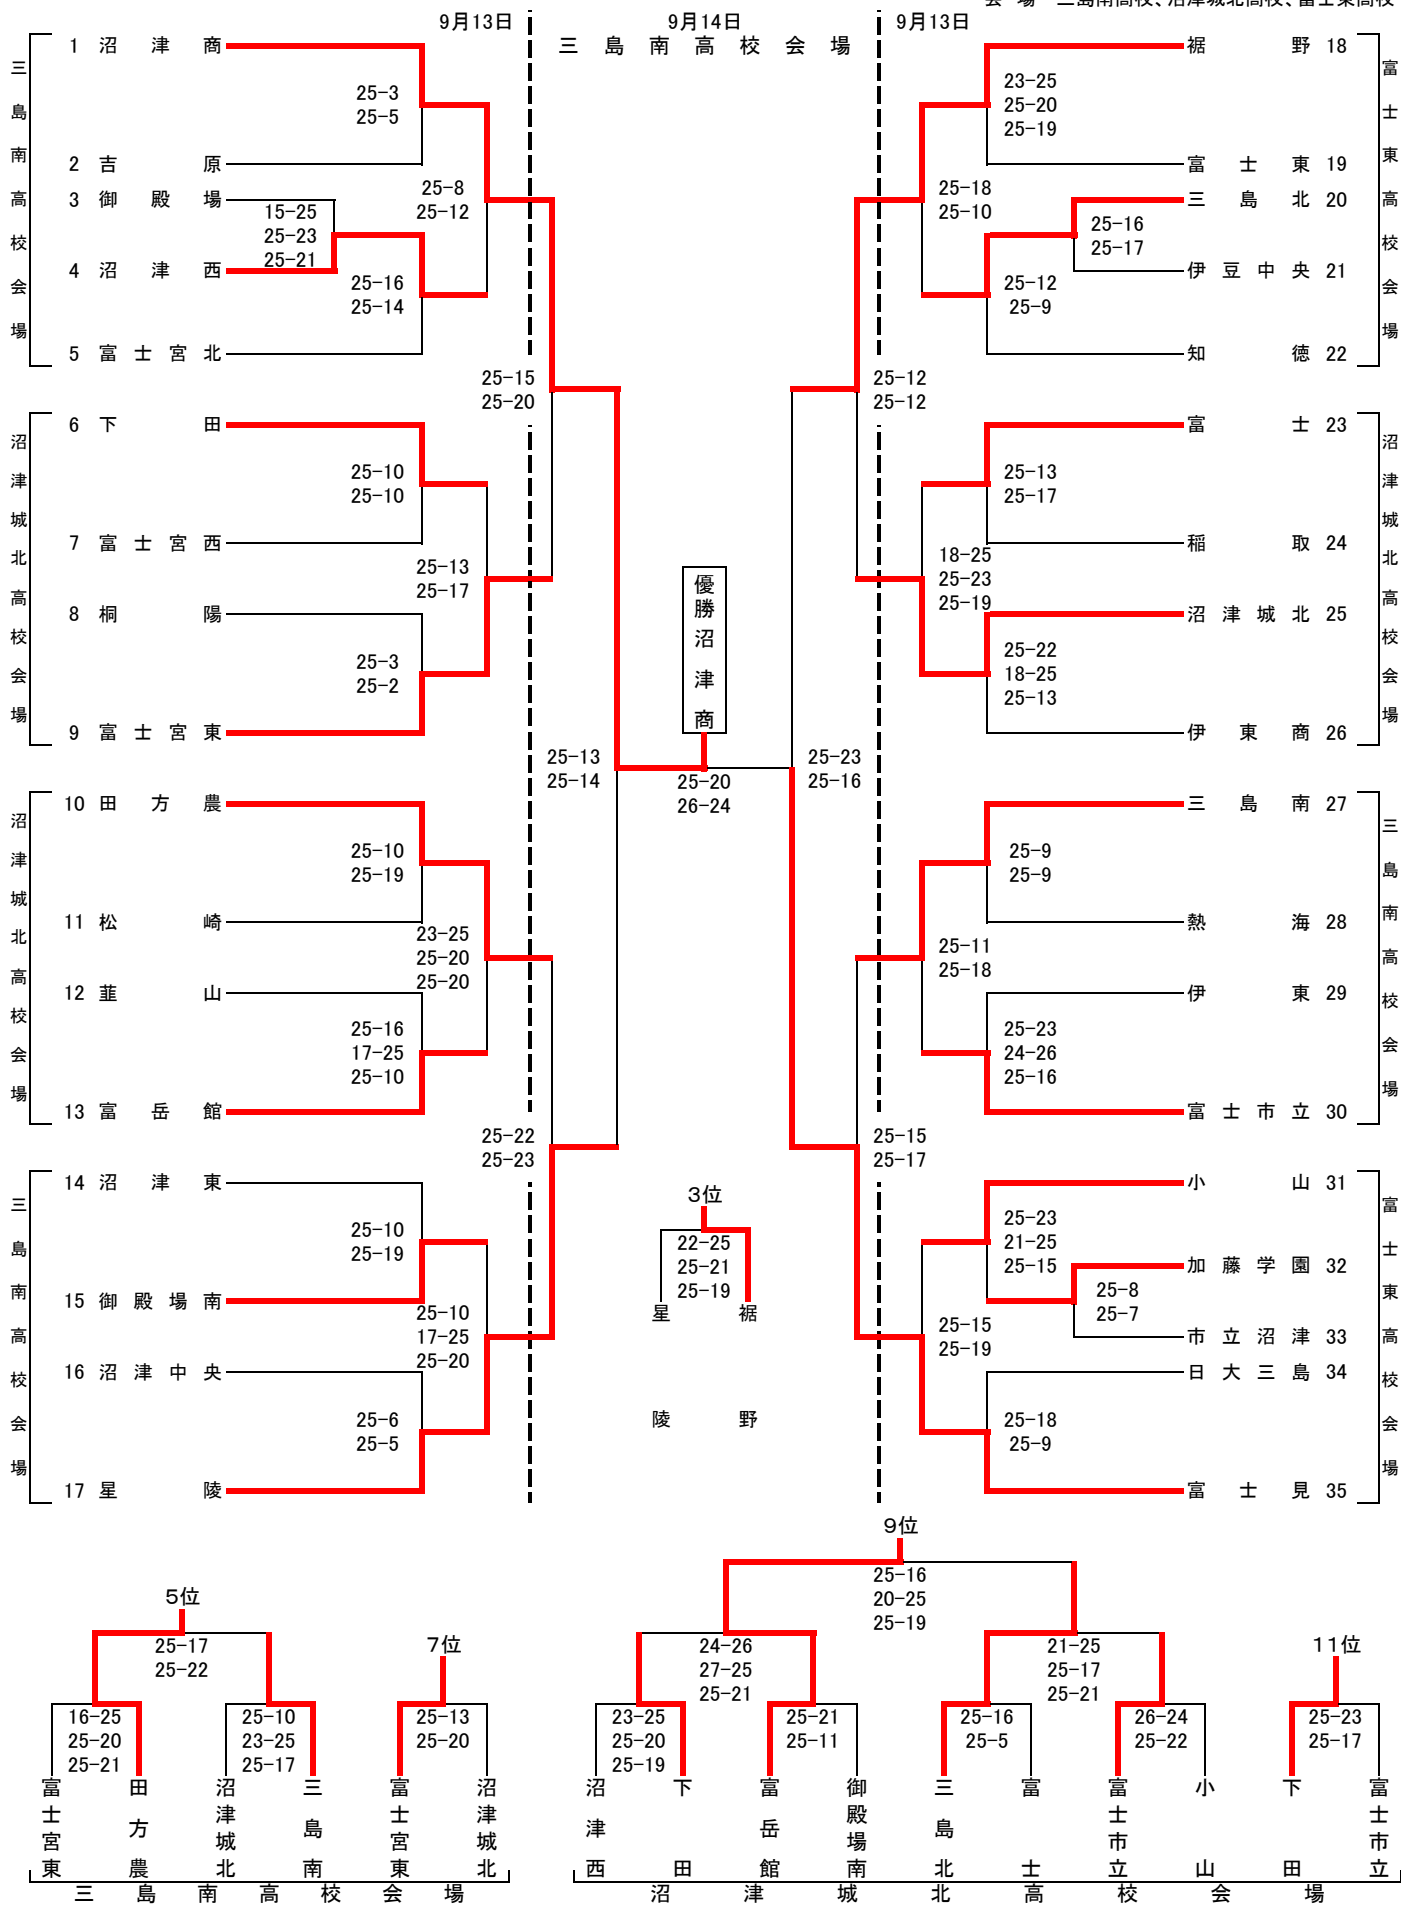 会 場 三島南高校、沼津城北高校、富士東高校
9月13日
9月14日
9月13日
三島南高校会場
三島南高校会場
1 沼津商
25-3
25-5
2 吉原
3 御殿場
15-25
25-23
25-21
4 沼津西
25-8
25-12
25-16
25-14
5 富士宮北
25-15
25-20
沼津城北高校会場
6 下田
25-10
25-10
7 富士宮西
25-13
25-17
8 桐陽
25-3
25-2
9 富士宮東
25-13
25-14
沼津城北高校会場
10 田方農
25-10
25-19
11 松崎
23-25
25-20
25-20
12 韮山
25-16
17-25
25-10
13 富岳館
25-22
25-23
三島南高校会場
14 沼津東
25-10
25-19
15 御殿場南
25-10
17-25
25-20
16 沼津中央
25-6
25-5
17 星陵
優勝
沼津商
25-20
26-24
3位
22-25
25-21
25-19
星陵
裾野
富士東高校会場
裾野 18
23-25
25-20
25-19
富士東 19
25-18
25-10
三島北 20
25-16
25-17
伊豆中央 21
25-12
25-9
知徳 22
25-12
25-12
沼津城北高校会場
富士 23
25-13
25-17
稲取 24
18-25
25-23
25-19
沼津城北 25
25-22
18-25
25-13
伊東商 26
25-23
25-16
三島南高校会場
三島南 27
25-9
25-9
熱海 28
25-11
25-18
伊東 29
25-23
24-26
25-16
富士市立 30
25-15
25-17
富士東高校会場
小山 31
25-23
21-25
25-15
加藤学園 32
25-8
25-7
市立沼津 33
25-15
25-19
日大三島 34
25-18
25-9
富士見 35
5位
25-17
25-22
16-25
25-20
25-21
25-10
23-25
25-17
富士宮東
田方農
沼津城北
三島南
7位
25-13
25-20
富士宮東
沼津城北
三島南高校会場
9位
25-16
20-25
25-19
24-26
27-25
25-21
21-25
25-17
25-21
23-25
25-20
25-19
25-21
25-11
25-16
25-5
26-24
25-22
沼津西
下田
富岳館
御殿場南
三島北
富士
富士市立
小山
11位
25-23
25-17
下田
富士市立
沼津城北高校会場